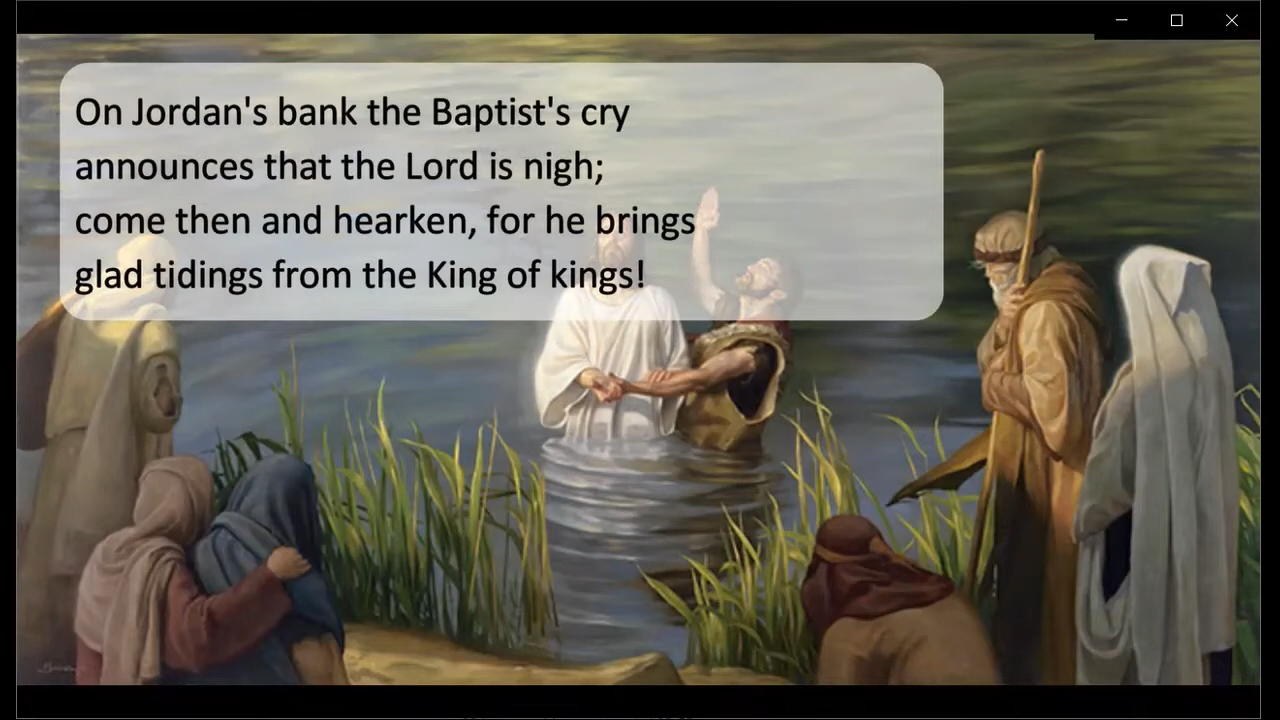 On Jordan's bank the Baptist's cry
announces that the Lord is nigh;
come then and hearken, for he brings
glad tidings from the King of kings!